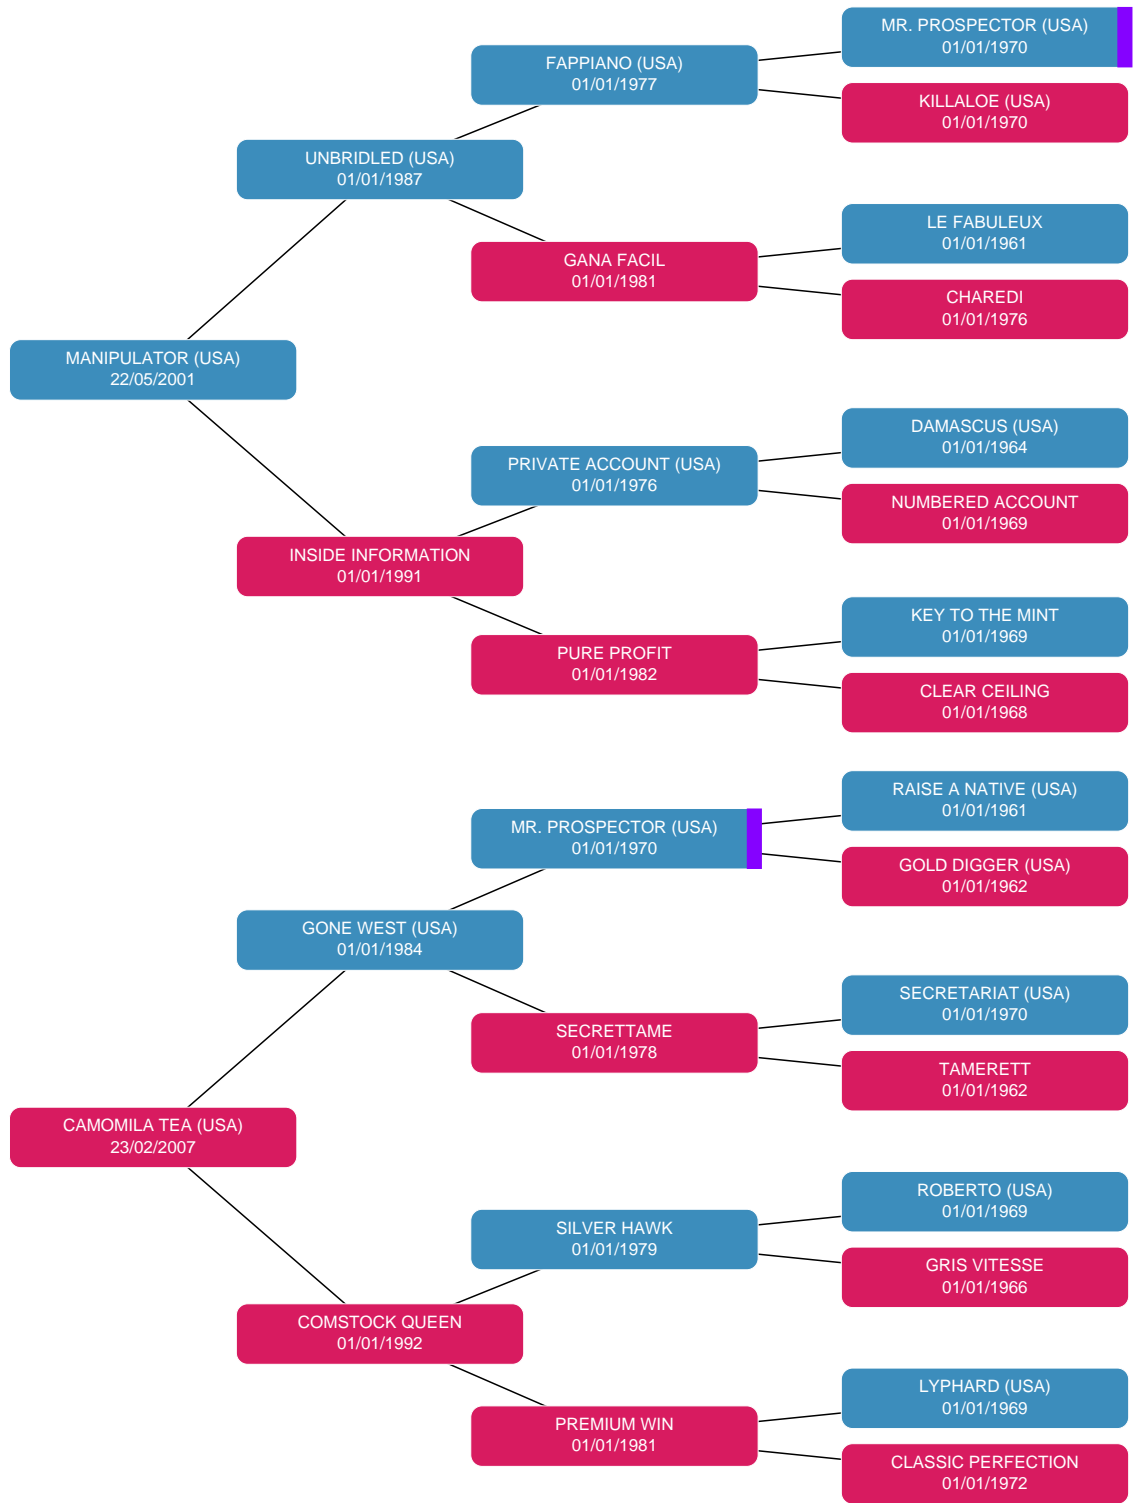 MR. PROSPECTOR (USA)
01/01/1970
FAPPIANO (USA)
01/01/1977
KILLALOE (USA)
01/01/1970
UNBRIDLED (USA)
01/01/1987
LE FABULEUX
01/01/1961
GANA FACIL
01/01/1981
CHAREDI
01/01/1976
MANIPULATOR (USA)
22/05/2001
DAMASCUS (USA)
01/01/1964
PRIVATE ACCOUNT (USA)
01/01/1976
NUMBERED ACCOUNT
01/01/1969
INSIDE INFORMATION
01/01/1991
KEY TO THE MINT
01/01/1969
PURE PROFIT
01/01/1982
CLEAR CEILING
01/01/1968
RAISE A NATIVE (USA)
01/01/1961
MR. PROSPECTOR (USA)
01/01/1970
GOLD DIGGER (USA)
01/01/1962
GONE WEST (USA)
01/01/1984
SECRETARIAT (USA)
01/01/1970
SECRETTAME
01/01/1978
TAMERETT
01/01/1962
CAMOMILA TEA (USA)
23/02/2007
ROBERTO (USA)
01/01/1969
SILVER HAWK
01/01/1979
GRIS VITESSE
01/01/1966
COMSTOCK QUEEN
01/01/1992
LYPHARD (USA)
01/01/1969
PREMIUM WIN
01/01/1981
CLASSIC PERFECTION
01/01/1972